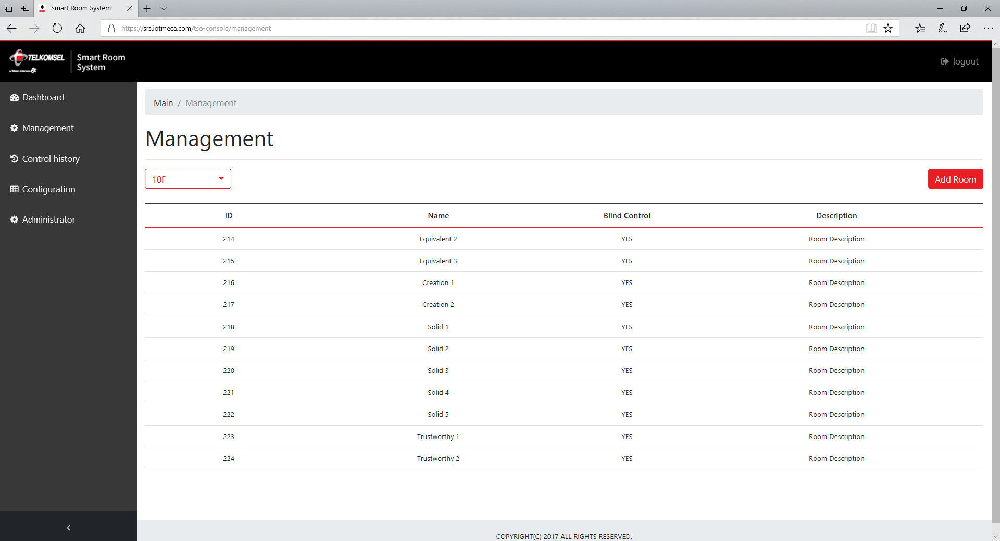 Smart Room System
https://srs.iotmeca.com/tso-console/management
TELKOMSEL
Smart Room
System
logout
Dashboard
Management
Control history
Configuration
Administrator
Main / Management
Management
10F
Add Room
ID Name Blind Control Description
214 Equivalent 2 YES Room Description
215 Equivalent 3 YES Room Description
216 Creation 1 YES Room Description
217 Creation 2 YES Room Description
218 Solid 1 YES Room Description
219 Solid 2 YES Room Description
220 Solid 3 YES Room Description
221 Solid 4 YES Room Description
222 Solid 5 YES Room Description
223 Trustworthy 1 YES Room Description
224 Trustworthy 2 YES Room Description
COPYRIGHT(C) 2017 ALL RIGHTS RESERVED.